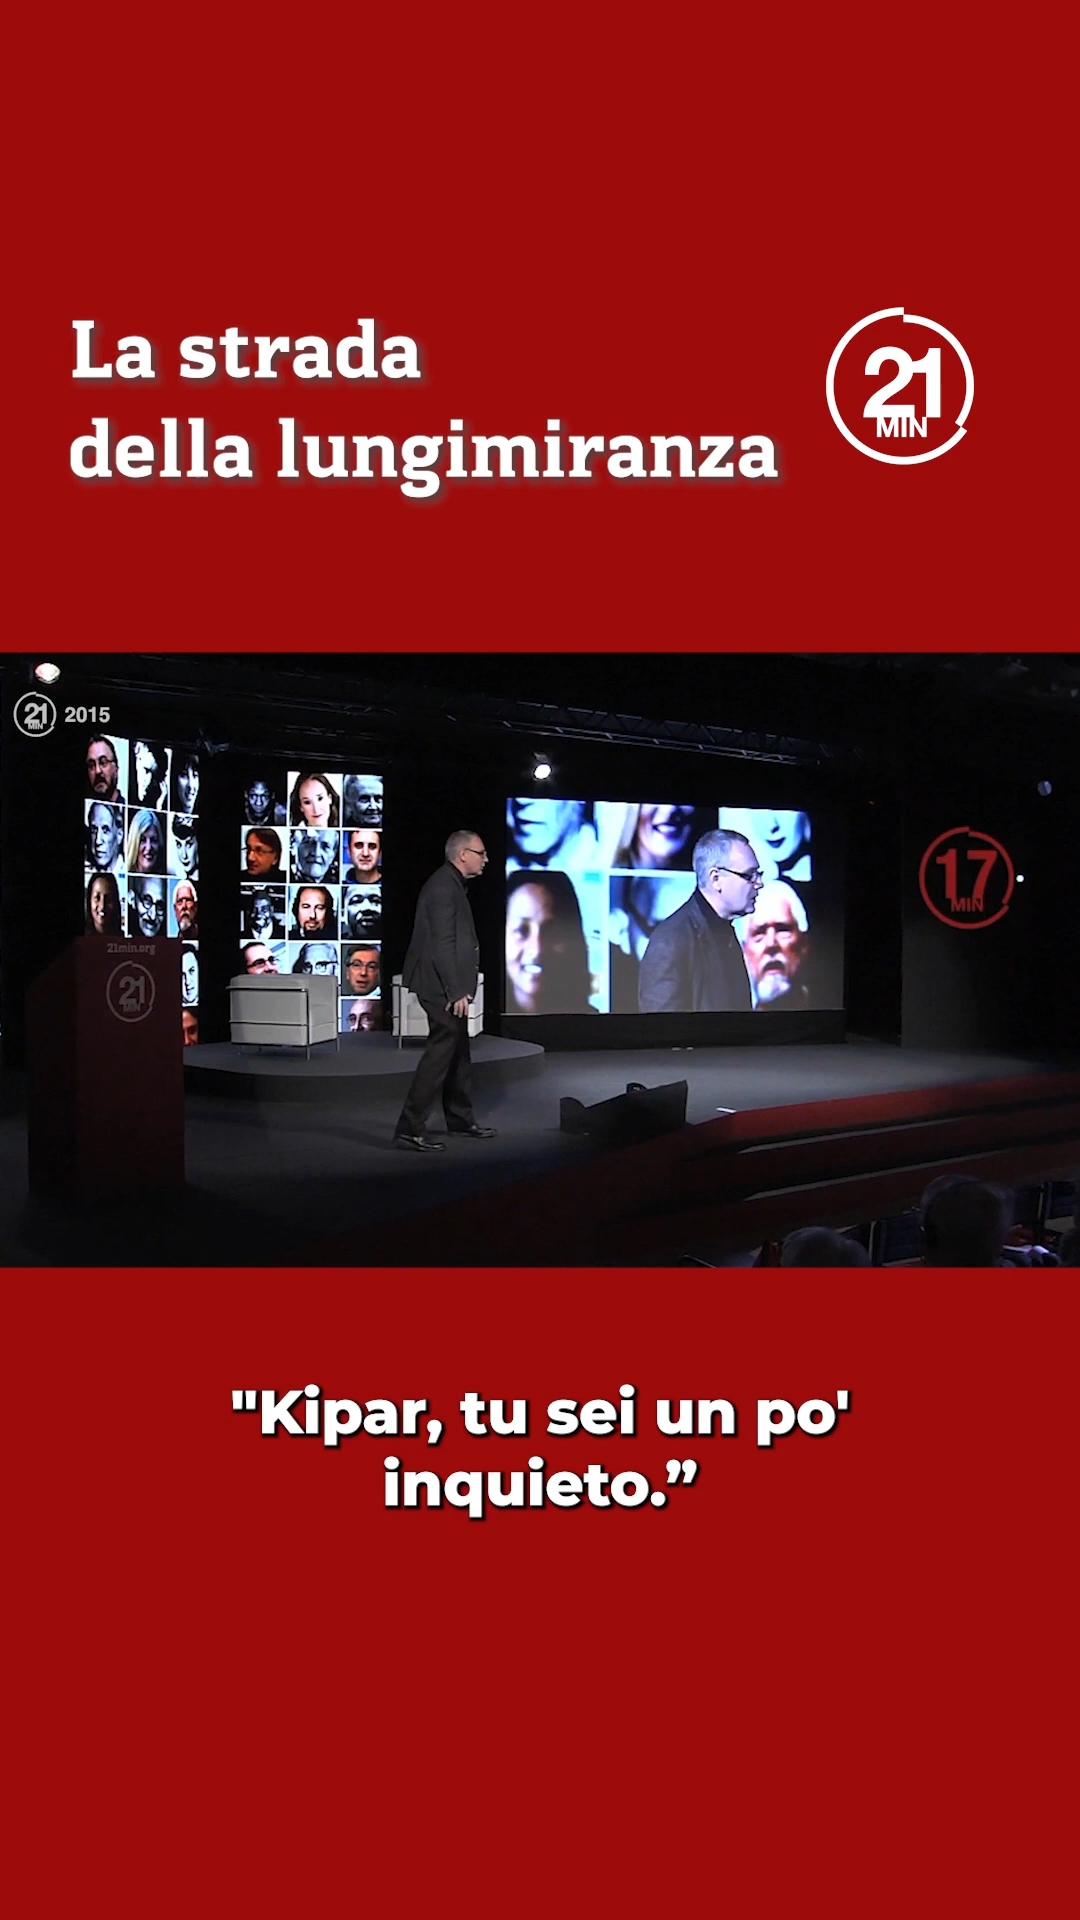 La strada
della lungimiranza
21
MIN
21
MIN
2015
17
MIN
21min.org
21
MIN
"Kipar, tu sei un po'
inquieto.”